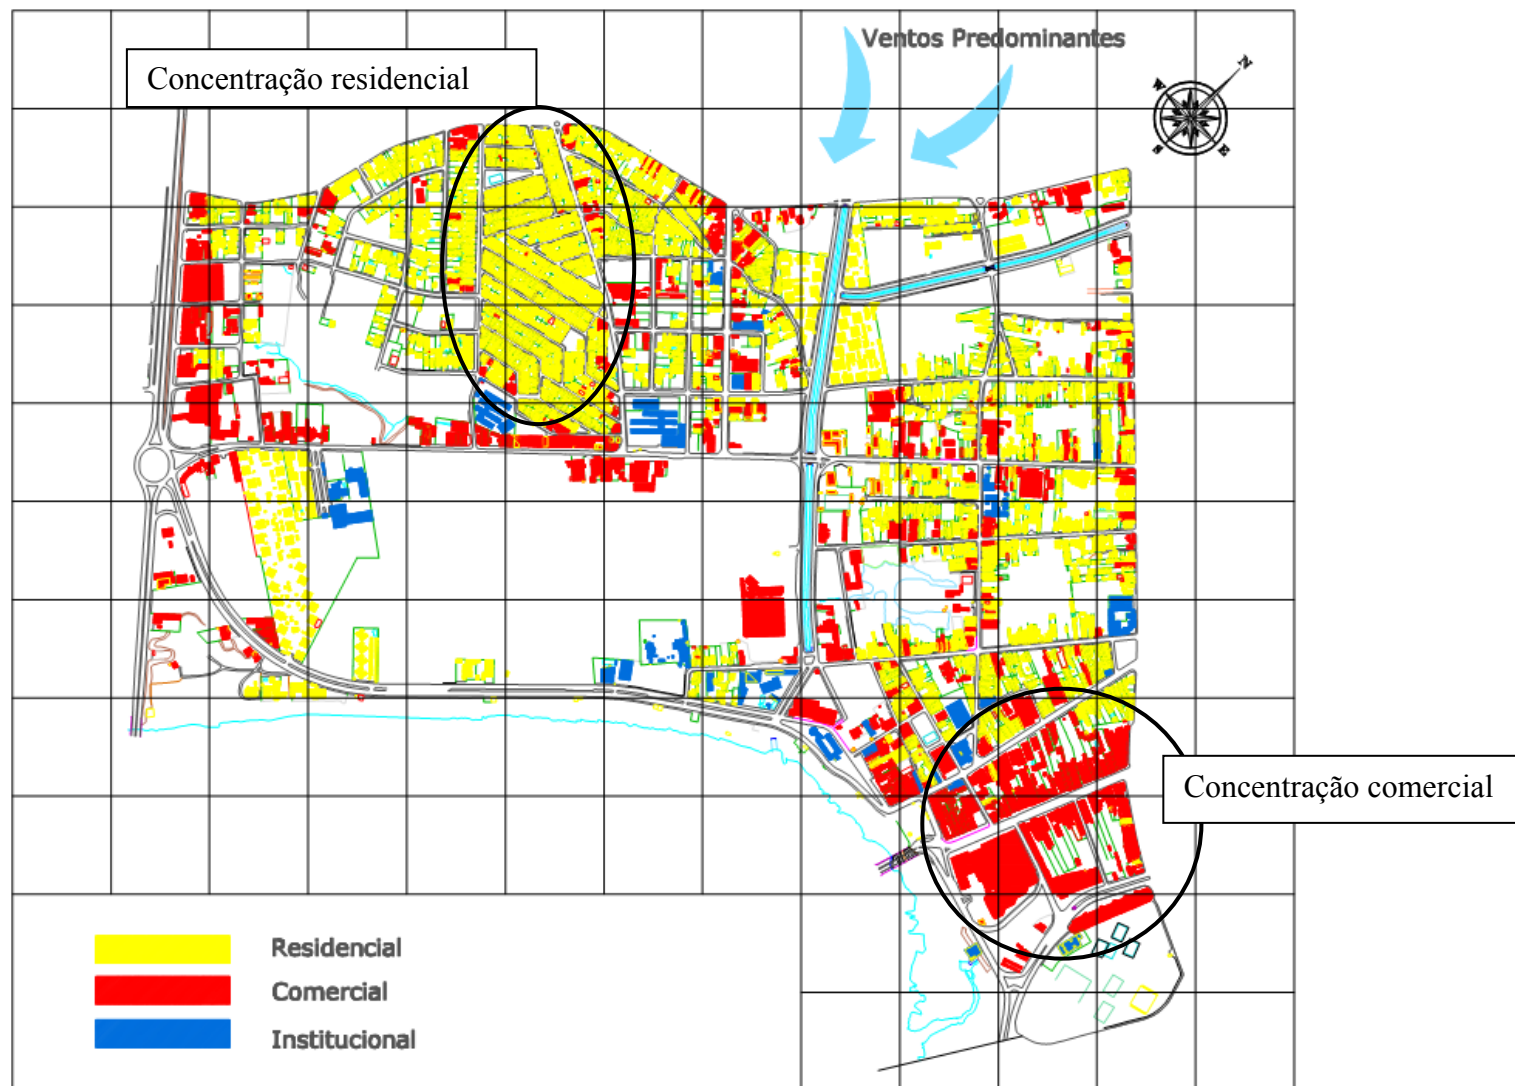 Ventos Predominantes
Concentração residencial
N
W
S
E
Concentração comercial
Residencial
Comercial
Institucional